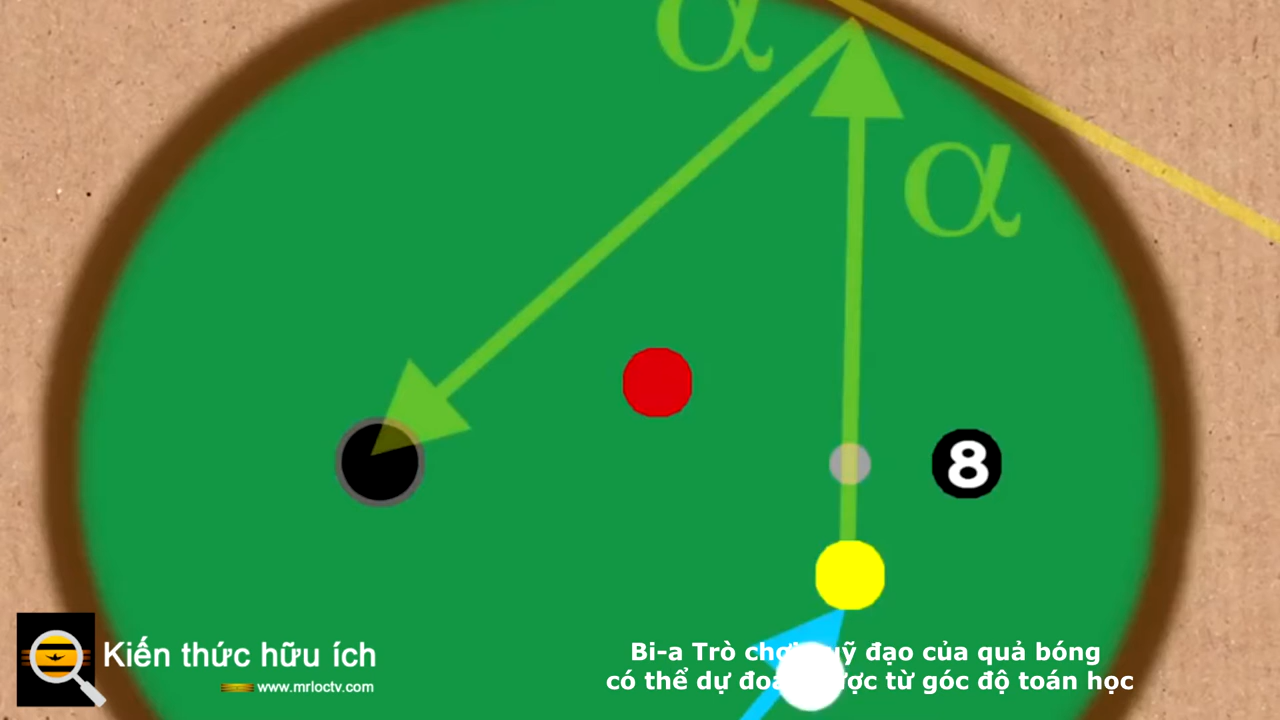 α
α
8
Kiến thức hữu ích
www.mrloctv.com
Bi-a Trò quỹ đạo của quả bóng
có thể dự từ góc độ toán học